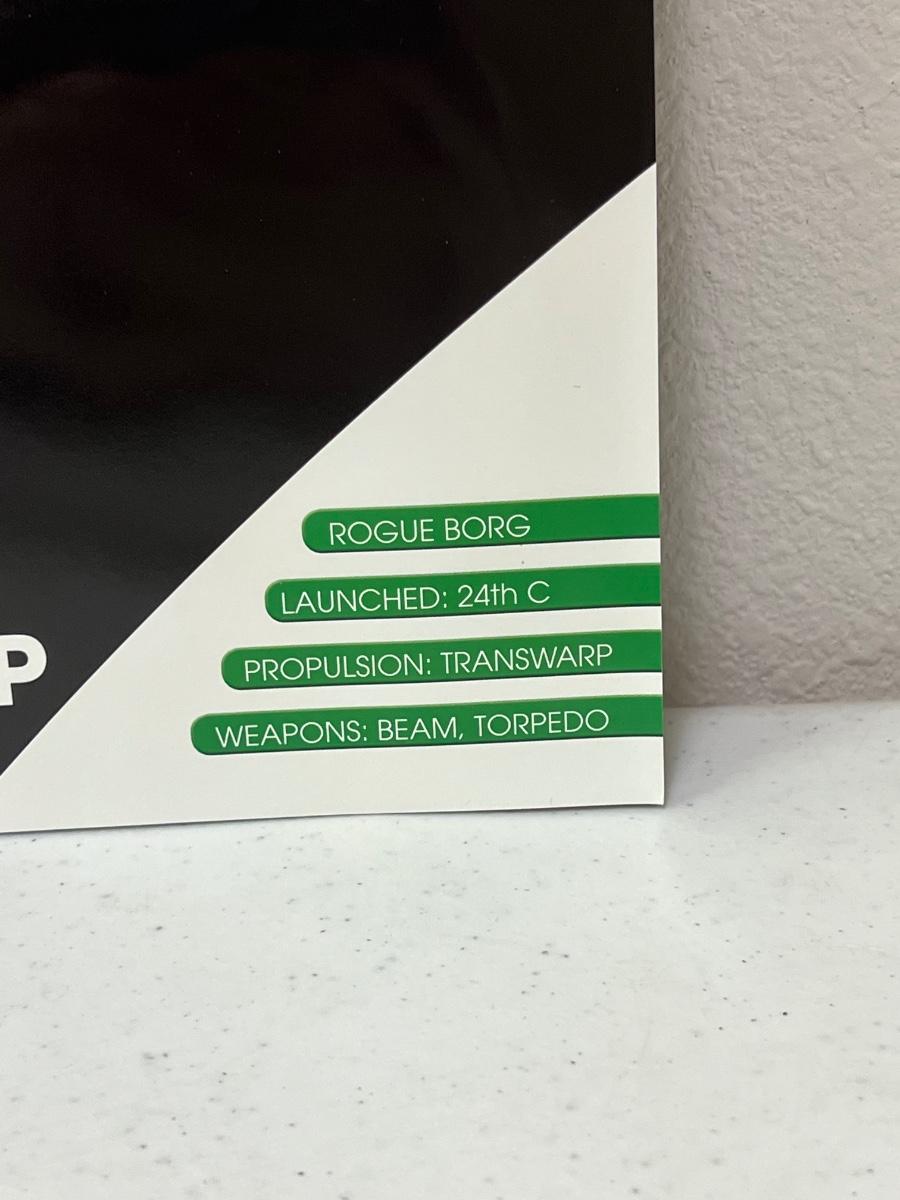 ROGUE BORG
LAUNCHED: 24th C
P
PROPULSION: TRANSWARP
WEAPONS: BEAM, TORPEDO